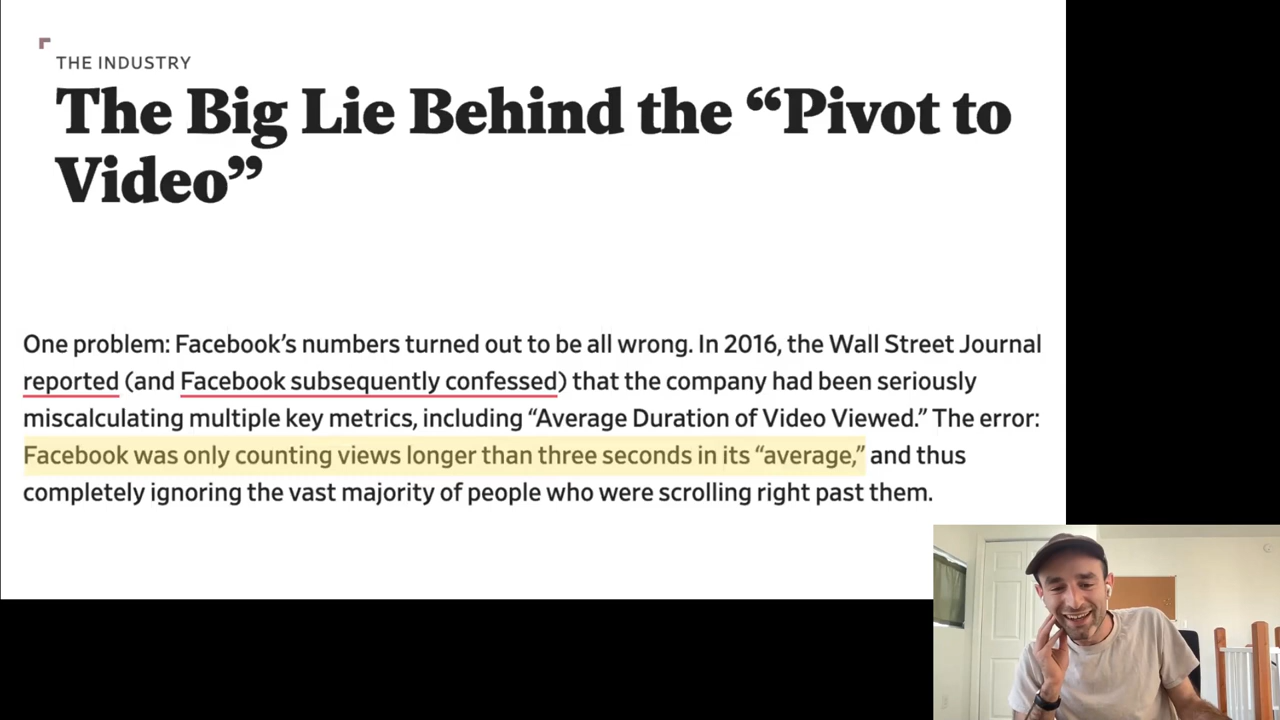 THE INDUSTRY
The Big Lie Behind the “Pivot to
Video”
One problem: Facebook’s numbers turned out to be all wrong. In 2016, the Wall Street Journal
reported (and Facebook subsequently confessed) that the company had been seriously
miscalculating multiple key metrics, including “Average Duration of Video Viewed.” The error:
Facebook was only counting views longer than three seconds in its “average,” and thus
completely ignoring the vast majority of people who were scrolling right past them.